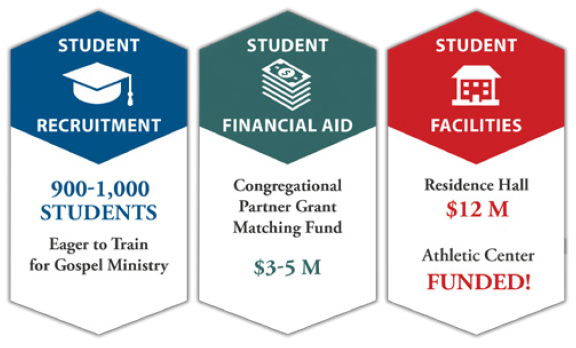 STUDENT
RECRUITMENT
900-1,000
STUDENTS
Eager to Train
for Gospel Ministry
STUDENT
FINANCIAL AID
Congregational
Partner Grant
Matching Fund
$3-5 M
STUDENT
FACILITIES
Residence Hall
$12 M
Athletic Center
FUNDED!